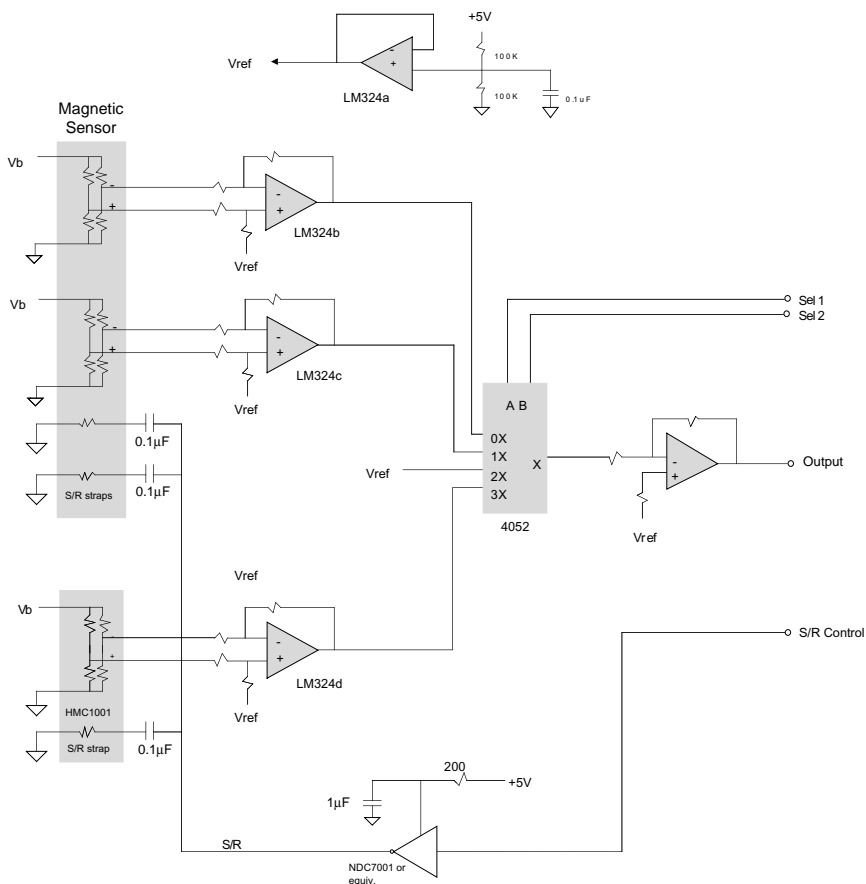 +5V
100K
Vref
-
+
LM324a
100K
0.1uF
Magnetic
Sensor
Vb
-
+
-
+
LM324b
Vref
Vb
-
+
-
+
LM324c
Vref
Sel 1
Sel 2
A B
0X
1X
2X
3X
X
4052
Vref
-
+
Output
Vref
0.1µF
0.1µF
S/R straps
Vref
Vb
-
+
-
+
LM324d
Vref
S/R Control
HMC1001
S/R strap
0.1µF
200
+5V
1µF
S/R
NDC7001 or
equiv.